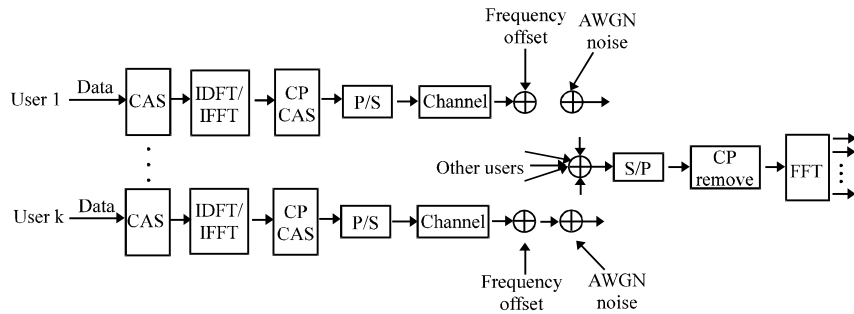 Frequency offset
AWGN noise
User 1
Data
CAS
IDFT/
IFFT
CP
CAS
P/S
Channel
Other users
S/P
CP
remove
FFT
User k
Data
CAS
IDFT/
IFFT
CP
CAS
P/S
Channel
Frequency
offset
AWGN
noise